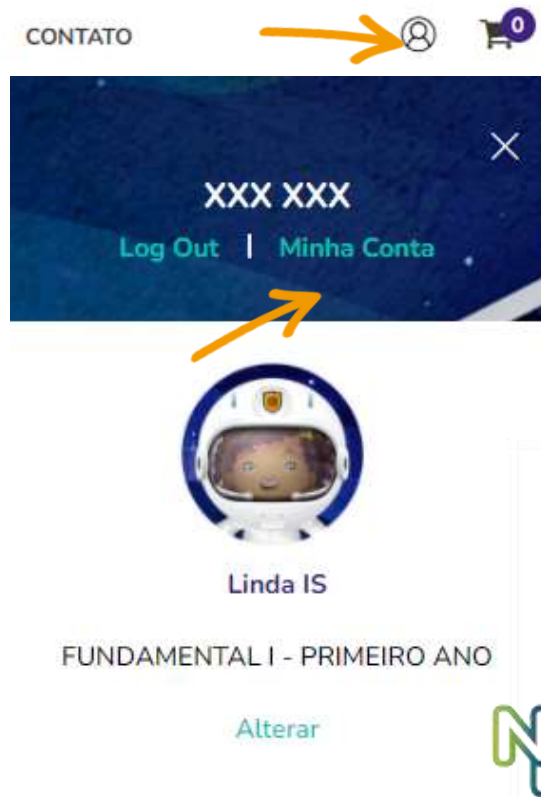 CONTATO
0
XXX XXX
Log Out | Minha Conta
Linda IS
FUNDAMENTAL I - PRIMEIRO ANO
Alterar